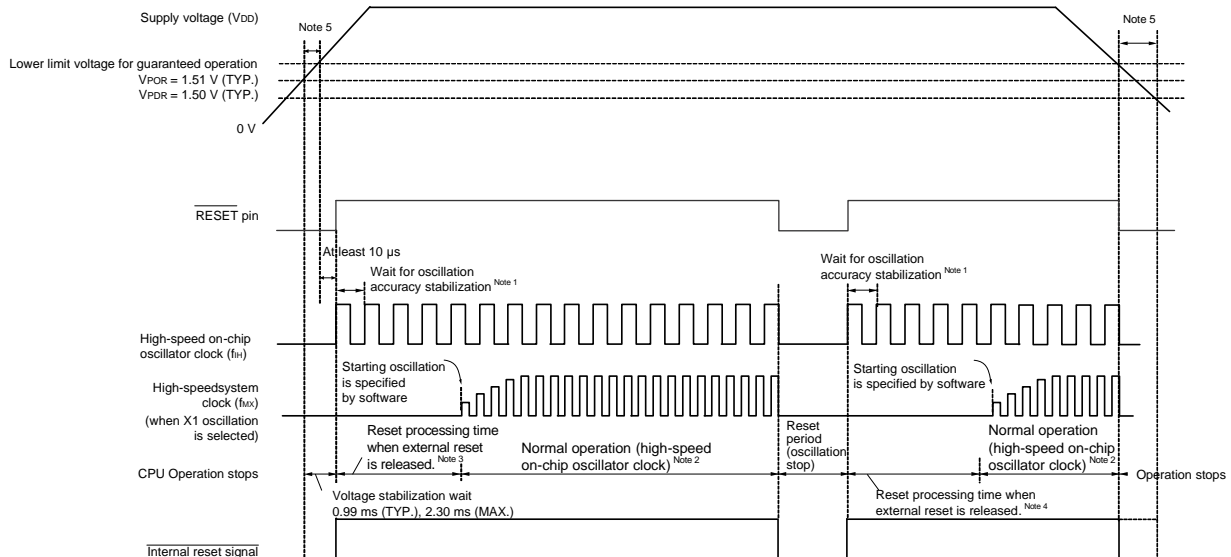 Supply voltage (VDD)
Note 5
Note 5
Lower limit voltage for guaranteed operation
VPOR = 1.51 V (TYP.)
VPDR = 1.50 V (TYP.)
0 V
RESET pin
At least 10 µs
Wait for oscillation
accuracy stabilization Note 1
Wait for oscillation
accuracy stabilization Note 1
High-speed on-chip
oscillator clock (fIH)
Starting oscillation
is specified
by software
Starting oscillation
is specified by software
High-speedsystem
clock (fMX)
(when X1 oscillation
is selected)
Reset processing time
when external reset
is released. Note 3
Normal operation (high-speed
on-chip oscillator clock) Note 2
Reset
period
(oscillation
stop)
Normal operation
(high-speed on-chip
oscillator clock) Note 2
CPU Operation stops
Operation stops
Voltage stabilization wait
0.99 ms (TYP.), 2.30 ms (MAX.)
Reset processing time when
external reset is released. Note 4
Internal reset signal